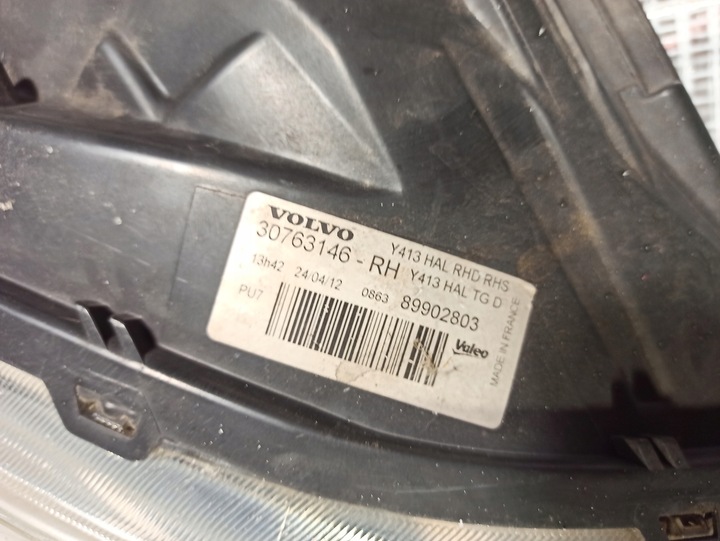 VOLVO
30763146 - RH
Y413 HAL RHD RHS
Y413 HAL TG D
13h42 24/04/12 0863 89902803
PU7
Valeo
MADE IN FRANCE